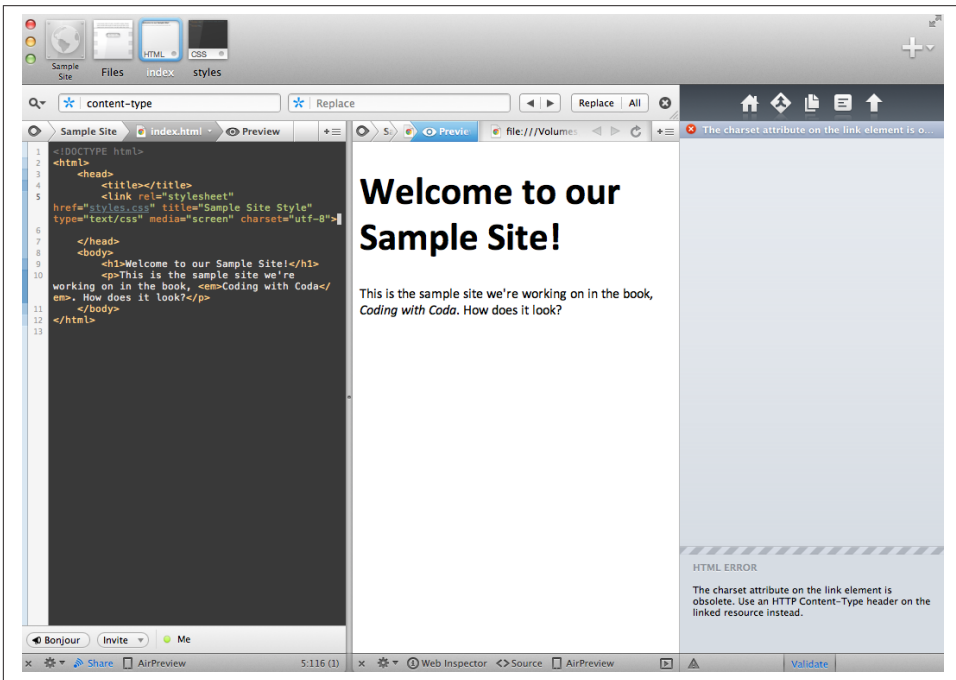 Sample Site
Files
HTML
index
CSS
styles
content-type
Replace
Replace All
Sample Site
index.html
Preview
S
Previe
file:///Volumes
The charset attribute on the link element is o...
1 <!DOCTYPE html>
2 <html>
3 <head>
4 <title></title>
5 <link rel="stylesheet"
href="styles.css" title="Sample Site Style"
type="text/css" media="screen" charset="utf-8">
6
7 </head>
8 <body>
9 <h1>Welcome to our Sample Site!</h1>
10 <p>This is the sample site we're
working on in the book, <em>Coding with Coda</
em>. How does it look?</p>
11 </body>
12 </html>
13
Welcome to our
Sample Site!
This is the sample site we're working on in the book,
Coding with Coda. How does it look?
HTML ERROR
The charset attribute on the link element is
obsolete. Use an HTTP Content-Type header on the
linked resource instead.
Bonjour
Invite
Me
Share
AirPreview
5:116 (1)
Web Inspector
Source
AirPreview
Validate